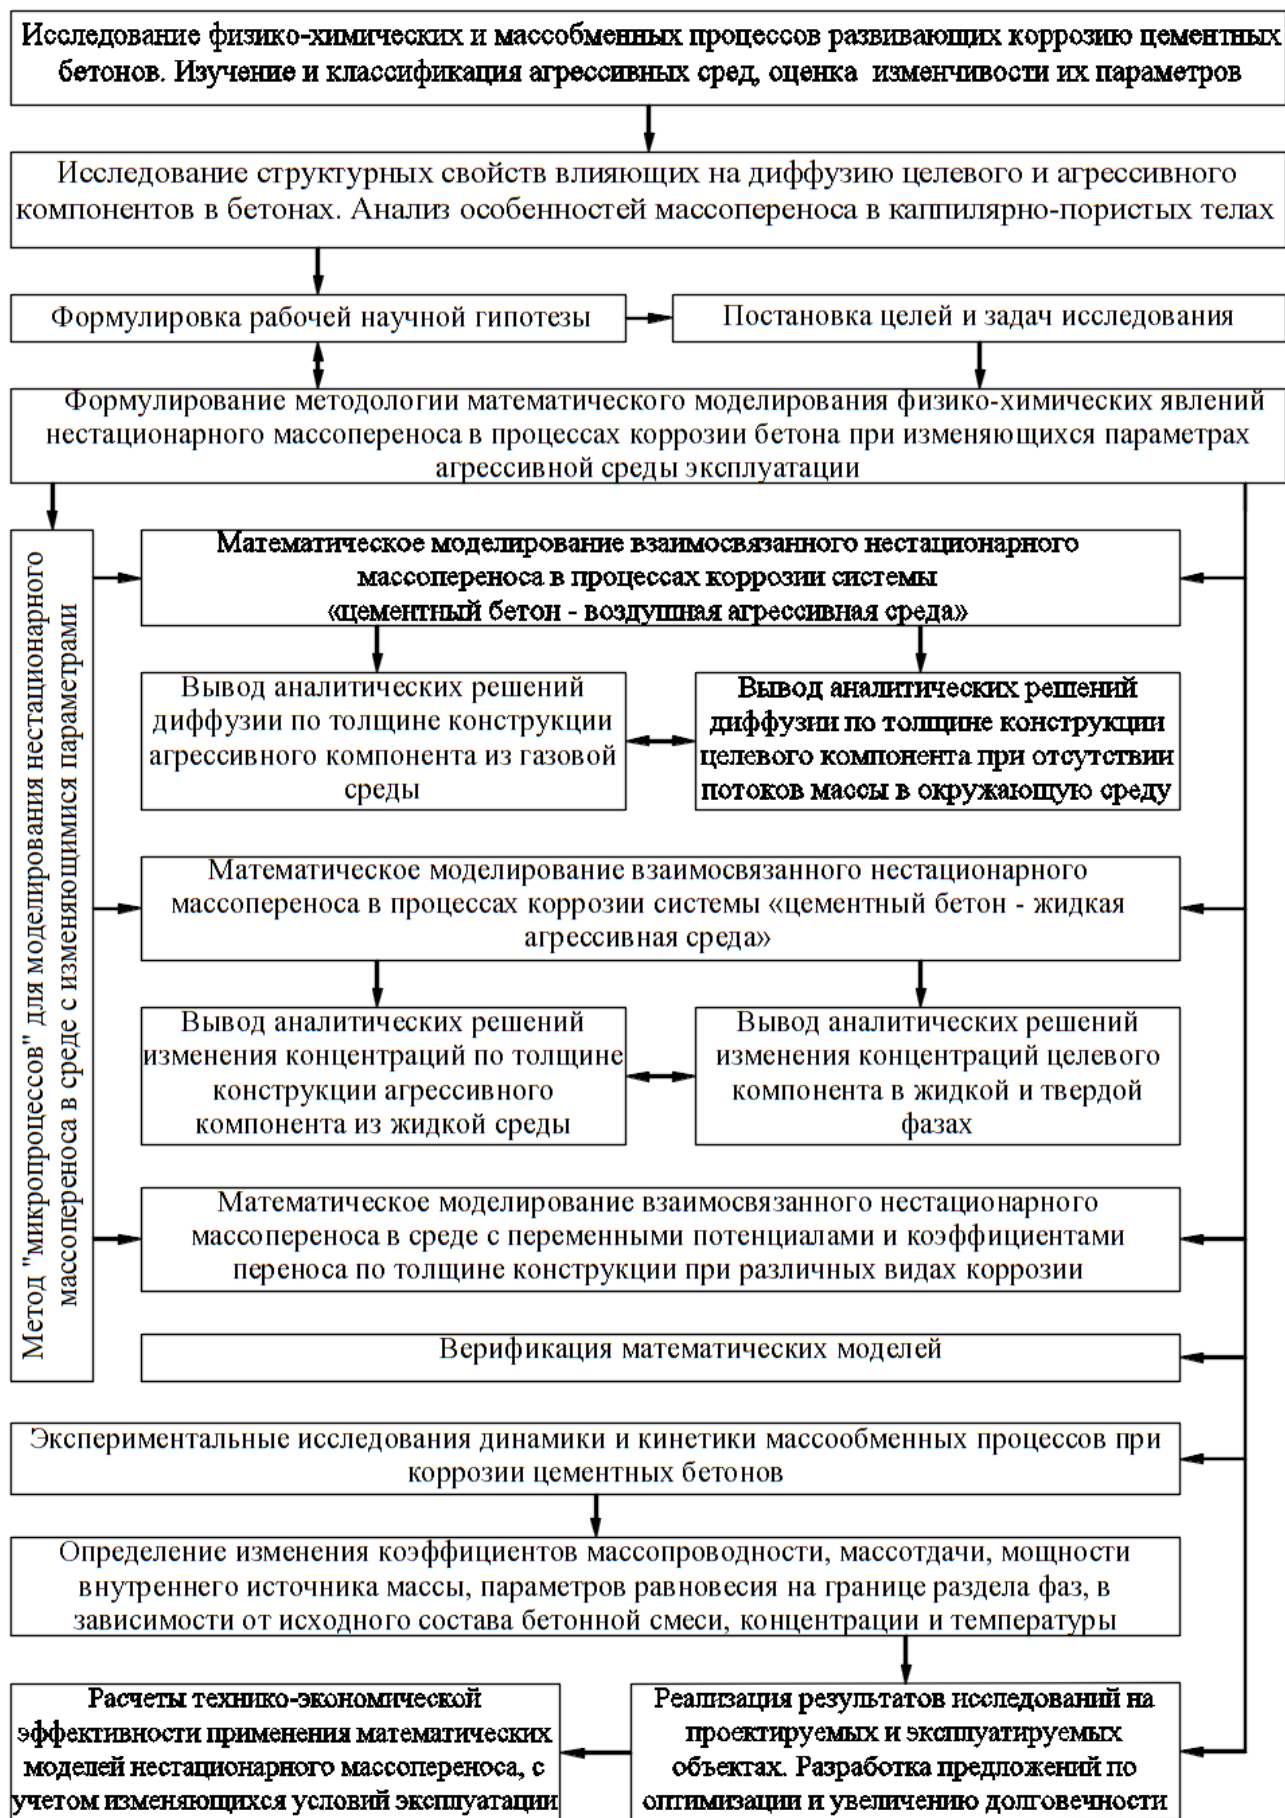 Исследование физико-химических и массобменных процессов развивающих коррозию цементных
бетонов. Изучение и классификация агрессивных сред, оценка изменчивости их параметров
Исследование структурных свойств влияющих на диффузию целевого и агрессивного
компонентов в бетонах. Анализ особенностей массопереноса в каппилярно-пористых телах
Формулировка рабочей научной гипотезы
Постановка целей и задач исследования
Формулирование методологии математического моделирования физико-химических явлений
нестационарного массопереноса в процессах коррозии бетона при изменяющихся параметрах
агрессивной среды эксплуатации
Метод "микропроцессов" для моделирования нестационарного
массопереноса в среде с изменяющимися параметрами
Математическое моделирование взаимосвязанного нестационарного
массопереноса в процессах коррозии системы
«цементный бетон - воздушная агрессивная среда»
Вывод аналитических решений
диффузии по толщине конструкции
агрессивного компонента из газовой
среды
Вывод аналитических решений
диффузии по толщине конструкции
целевого компонента при отсутствии
потоков массы в окружающую среду
Математическое моделирование взаимосвязанного нестационарного
массопереноса в процессах коррозии системы «цементный бетон - жидкая
агрессивная среда»
Вывод аналитических решений
изменения концентраций по толщине
конструкции агрессивного
компонента из жидкой среды
Вывод аналитических решений
изменения концентраций целевого
компонента в жидкой и твердой
фазах
Математическое моделирование взаимосвязанного нестационарного
массопереноса в среде с переменными потенциалами и коэффициентами
переноса по толщине конструкции при различных видах коррозии
Верификация математических моделей
Экспериментальные исследования динамики и кинетики массообменных процессов при
коррозии цементных бетонов
Определение изменения коэффициентов массопроводности, массотдачи, мощности
внутреннего источника массы, параметров равновесия на границе раздела фаз, в
зависимости от исходного состава бетонной смеси, концентрации и температуры
Расчеты технико-экономической
эффективности применения математических
моделей нестационарного массопереноса, с
учетом изменяющихся условий эксплуатации
Реализация результатов исследований на
проектируемых и эксплуатируемых
объектах. Разработка предложений по
оптимизации и увеличению долговечности